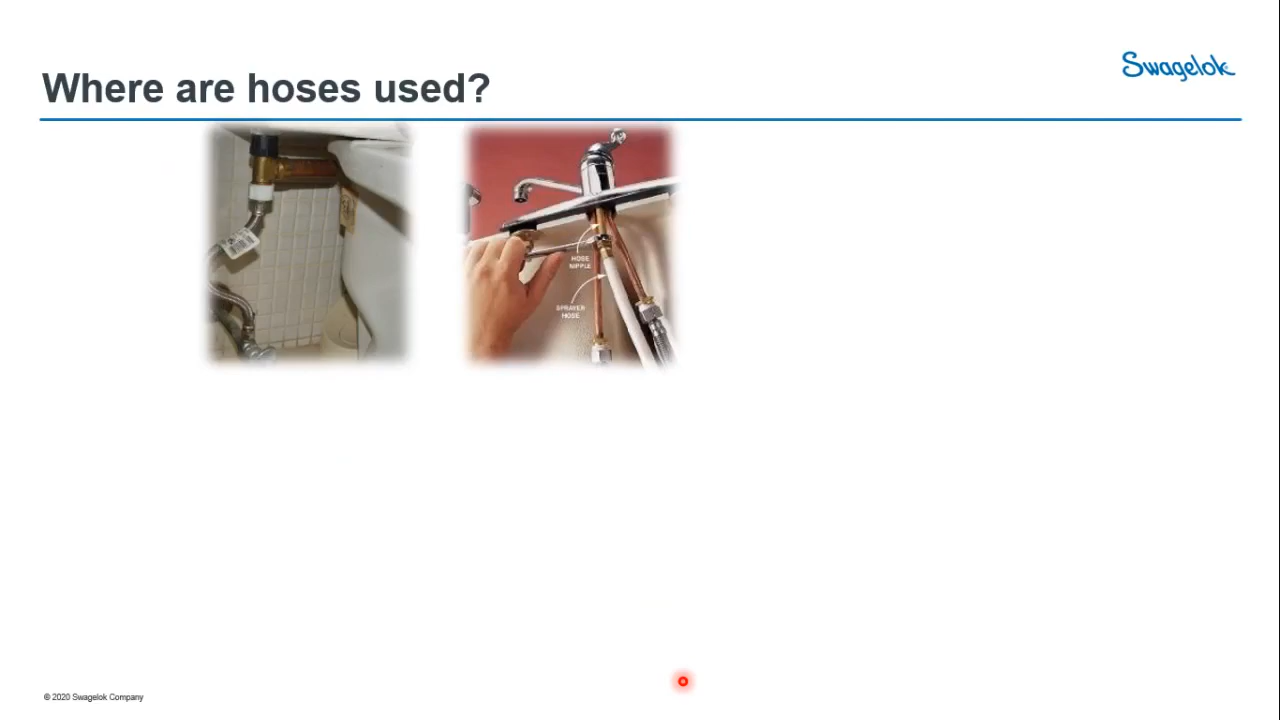 Where are hoses used?
Swagelok
HOSE
NIPPLE
SPRAYER
HOSE
© 2020 Swagelok Company